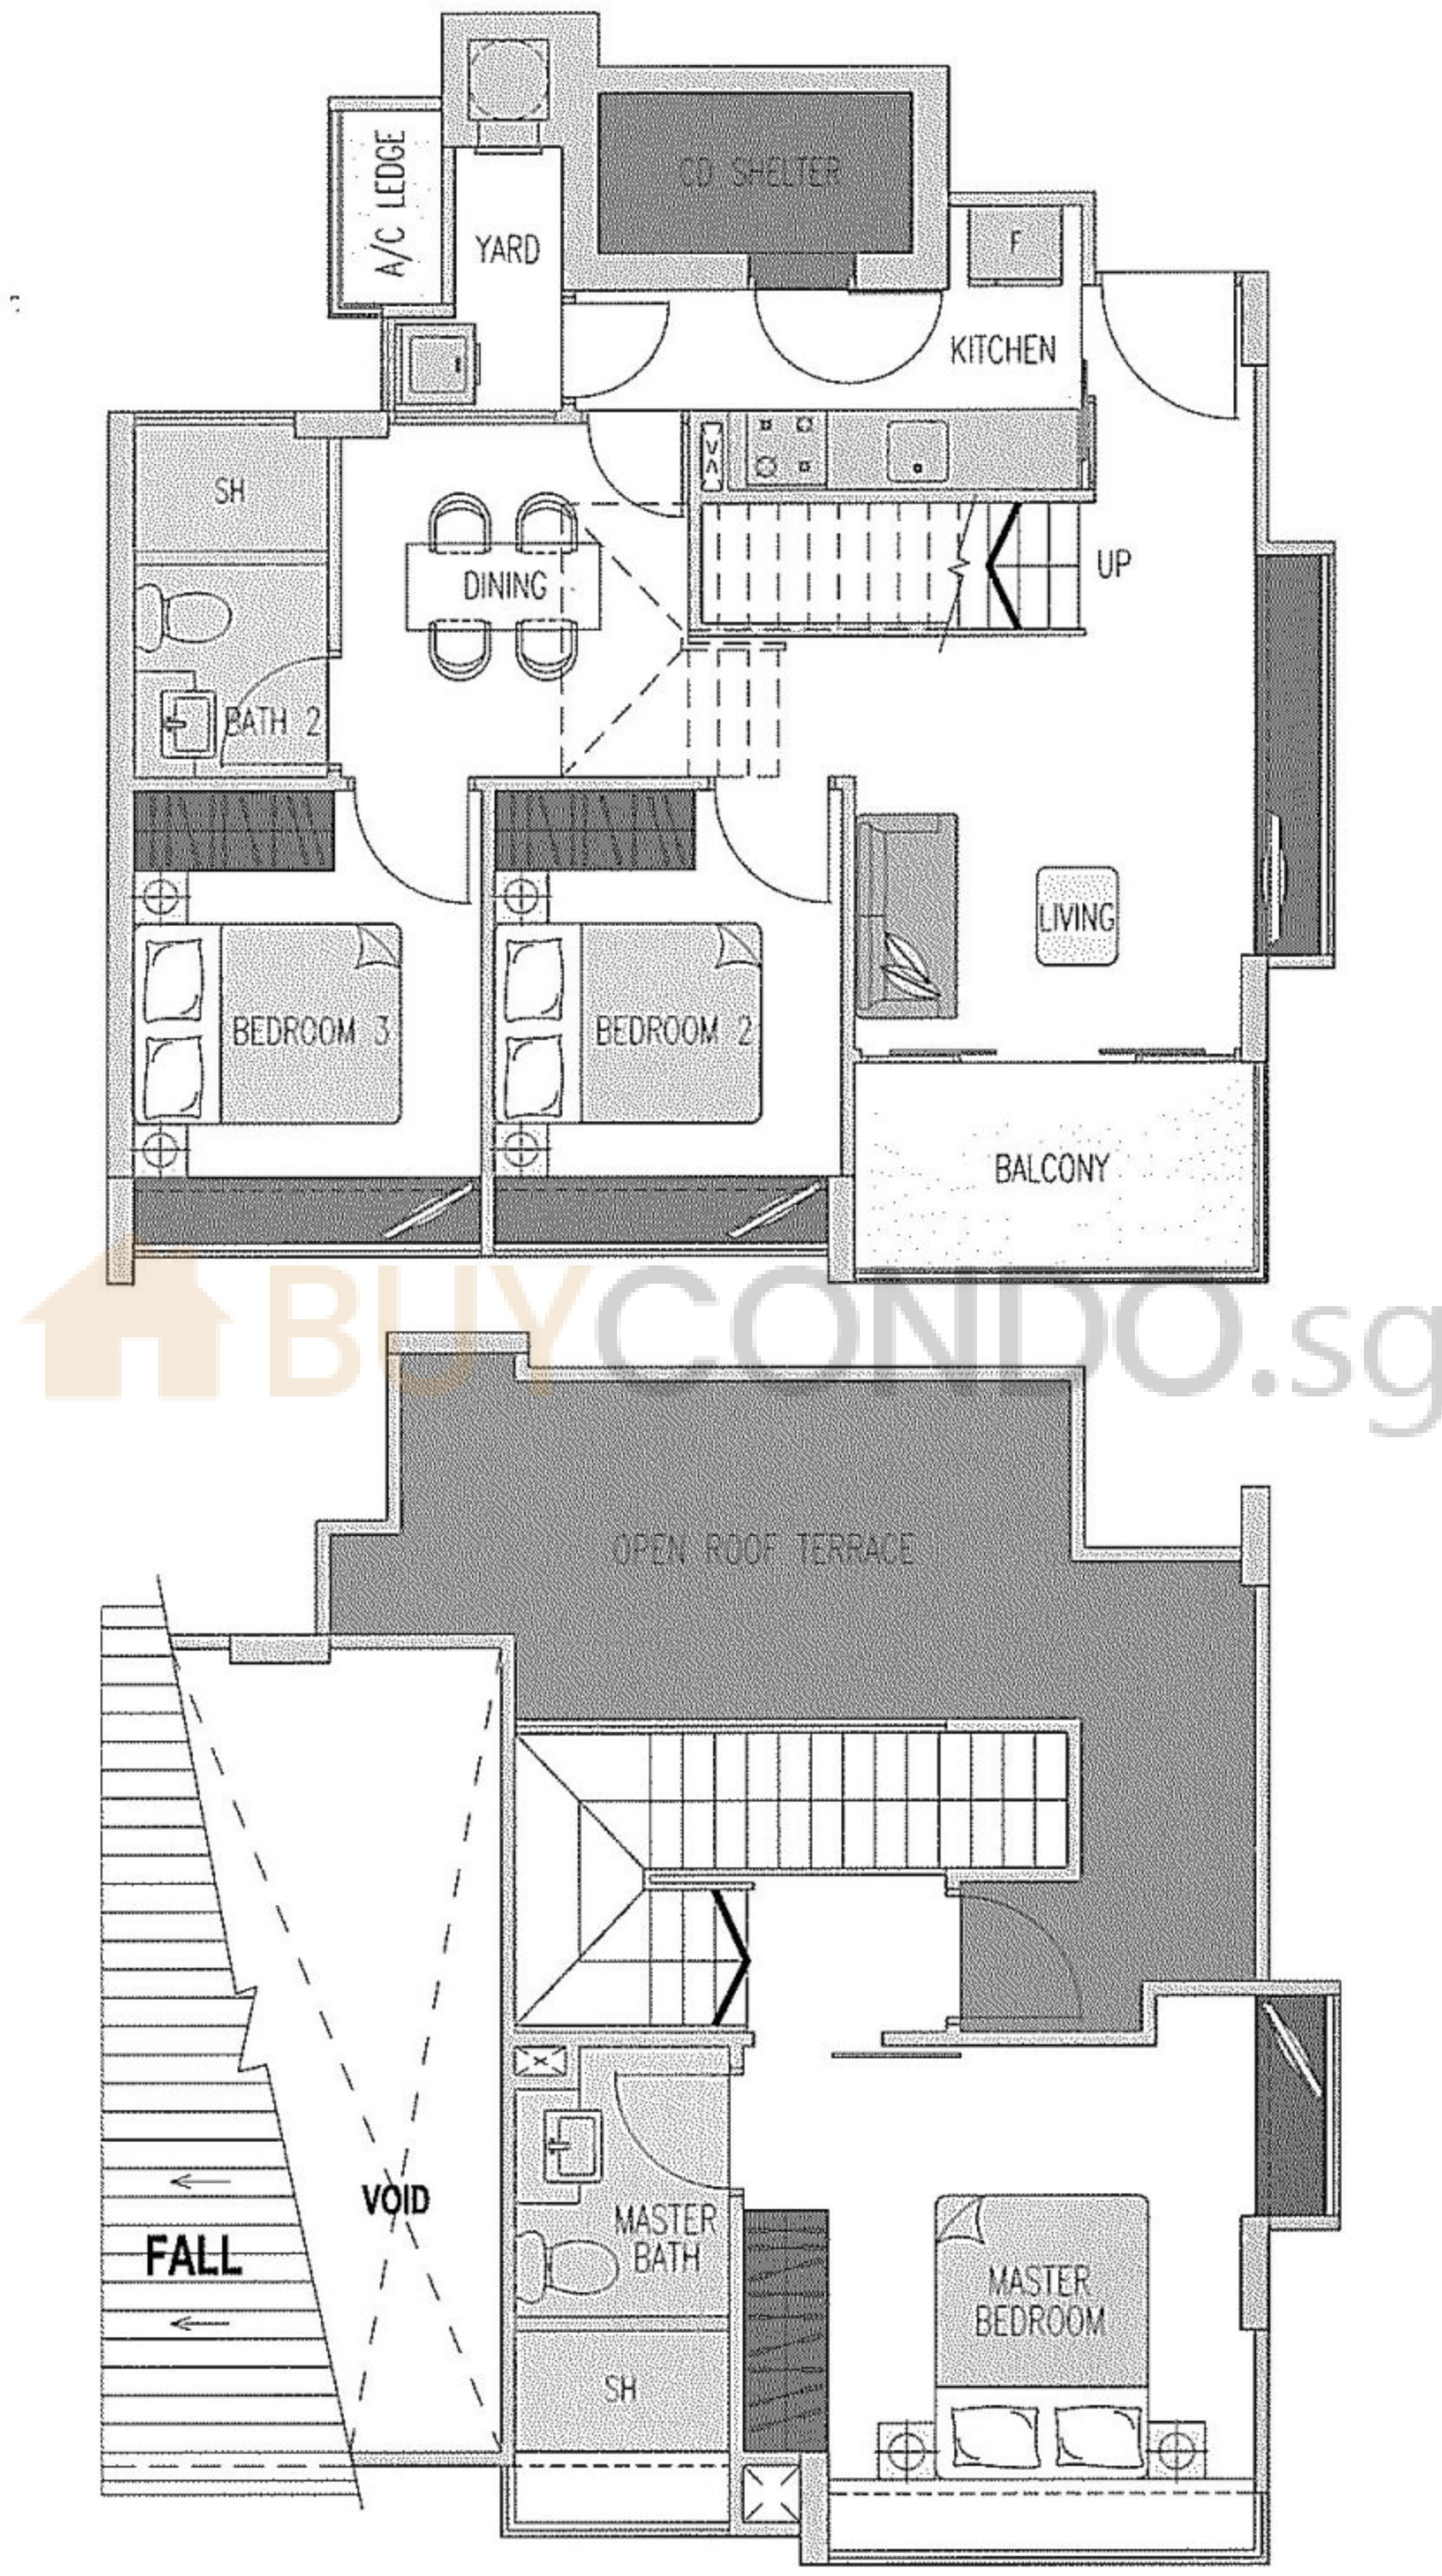 A/C LEDGE
CD SHELTER
YARD
F
KITCHEN
SH
DINING
UP
BATH 2
LIVING
BEDROOM 3
BEDROOM 2
BALCONY
BUYCONDO.sg
OPEN ROOF TERRACE
VOID
FALL
MASTER
BATH
MASTER
BEDROOM
SH